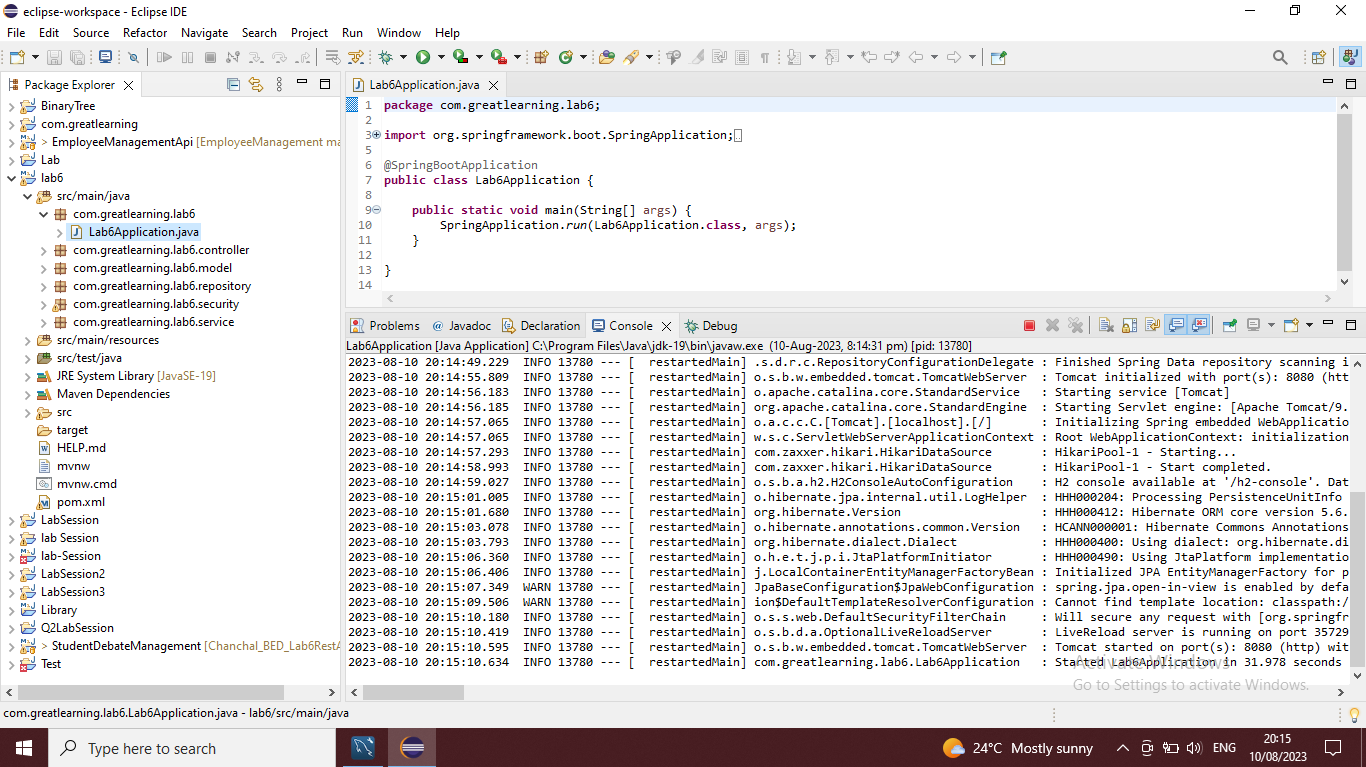 eclipse-workspace - Eclipse IDE
File Edit Source Refactor Navigate Search Project Run Window Help
Package Explorer
BinaryTree
com.greatlearning
> EmployeeManagementApi [EmployeeManagement ma
Lab
lab6
src/main/java
com.greatlearning.lab6
Lab6Application.java
com.greatlearning.lab6.controller
com.greatlearning.lab6.model
com.greatlearning.lab6.repository
com.greatlearning.lab6.security
com.greatlearning.lab6.service
src/main/resources
src/test/java
JRE System Library [JavaSE-19]
Maven Dependencies
src
target
HELP.md
mvnw
mvnw.cmd
pom.xml
LabSession
lab Session
lab-Session
LabSession2
LabSession3
Library
Q2LabSession
> StudentDebateManagement [Chanchal_BED_Lab6RestA
Test
Lab6Application.java
1 package com.greatlearning.lab6;
2
3 import org.springframework.boot.SpringApplication;
5
6 @SpringBootApplication
7 public class Lab6Application {
8
9 public static void main(String[] args) {
10 SpringApplication.run(Lab6Application.class, args);
11 }
12
13 }
14
Problems @ Javadoc Declaration Console Debug
Lab6Application [Java Application] C:\Program Files\Java\jdk-19\bin\javaw.exe (10-Aug-2023, 8:14:31 pm) [pid: 13780]
2023-08-10 20:14:49.229 INFO 13780 --- [ restartedMain] .s.d.r.c.RepositoryConfigurationDelegate : Finished Spring Data repository scanning i
2023-08-10 20:14:55.809 INFO 13780 --- [ restartedMain] o.s.b.w.embedded.tomcat.TomcatWebServer : Tomcat initialized with port(s): 8080 (htt
2023-08-10 20:14:56.183 INFO 13780 --- [ restartedMain] o.apache.catalina.core.StandardService : Starting service [Tomcat]
2023-08-10 20:14:56.185 INFO 13780 --- [ restartedMain] org.apache.catalina.core.StandardEngine : Starting Servlet engine: [Apache Tomcat/9.
2023-08-10 20:14:57.065 INFO 13780 --- [ restartedMain] o.a.c.c.C.[Tomcat].[localhost].[/] : Initializing Spring embedded WebApplicatio
2023-08-10 20:14:57.065 INFO 13780 --- [ restartedMain] w.s.c.ServletWebServerApplicationContext : Root WebApplicationContext: initialization
2023-08-10 20:14:57.293 INFO 13780 --- [ restartedMain] com.zaxxer.hikari.HikariDataSource : HikariPool-1 - Starting...
2023-08-10 20:14:58.993 INFO 13780 --- [ restartedMain] com.zaxxer.hikari.HikariDataSource : HikariPool-1 - Start completed.
2023-08-10 20:14:59.027 INFO 13780 --- [ restartedMain] o.s.b.a.h2.H2ConsoleAutoConfiguration : H2 console available at '/h2-console'. Dat
2023-08-10 20:15:01.005 INFO 13780 --- [ restartedMain] o.hibernate.jpa.internal.util.LogHelper : HHH000204: Processing PersistenceUnitInfo
2023-08-10 20:15:01.680 INFO 13780 --- [ restartedMain] org.hibernate.Version : HHH000412: Hibernate ORM core version 5.6.
2023-08-10 20:15:03.078 INFO 13780 --- [ restartedMain] o.hibernate.annotations.common.Version : HCANN000001: Hibernate Commons Annotations
2023-08-10 20:15:03.793 INFO 13780 --- [ restartedMain] org.hibernate.dialect.Dialect : HHH000400: Using dialect: org.hibernate.di
2023-08-10 20:15:06.360 INFO 13780 --- [ restartedMain] o.h.e.t.j.p.i.JtaPlatformInitiator : HHH000490: Using JtaPlatform implementatio
2023-08-10 20:15:06.406 INFO 13780 --- [ restartedMain] j.LocalContainerEntityManagerFactoryBean : Initialized JPA EntityManagerFactory for p
2023-08-10 20:15:07.349 WARN 13780 --- [ restartedMain] JpaBaseConfiguration$JpaWebConfiguration : spring.jpa.open-in-view is enabled by defa
2023-08-10 20:15:09.506 WARN 13780 --- [ restartedMain] ion$DefaultTemplateResolverConfiguration : Cannot find template location: classpath:/
2023-08-10 20:15:10.180 INFO 13780 --- [ restartedMain] o.s.s.web.DefaultSecurityFilterChain : Will secure any request with [org.springfr
2023-08-10 20:15:10.419 INFO 13780 --- [ restartedMain] o.s.b.d.a.OptionalLiveReloadServer : LiveReload server is running on port 35729
2023-08-10 20:15:10.595 INFO 13780 --- [ restartedMain] o.s.b.w.embedded.tomcat.TomcatWebServer : Tomcat started on port(s): 8080 (http) wit
2023-08-10 20:15:10.634 INFO 13780 --- [ restartedMain] com.greatlearning.lab6.Lab6Application : Started Lab6Application in 31.978 seconds
Activate Windows
Go to Settings to activate Windows.
com.greatlearning.lab6.Lab6Application.java - lab6/src/main/java
Type here to search
24°C Mostly sunny
ENG
20:15
10/08/2023